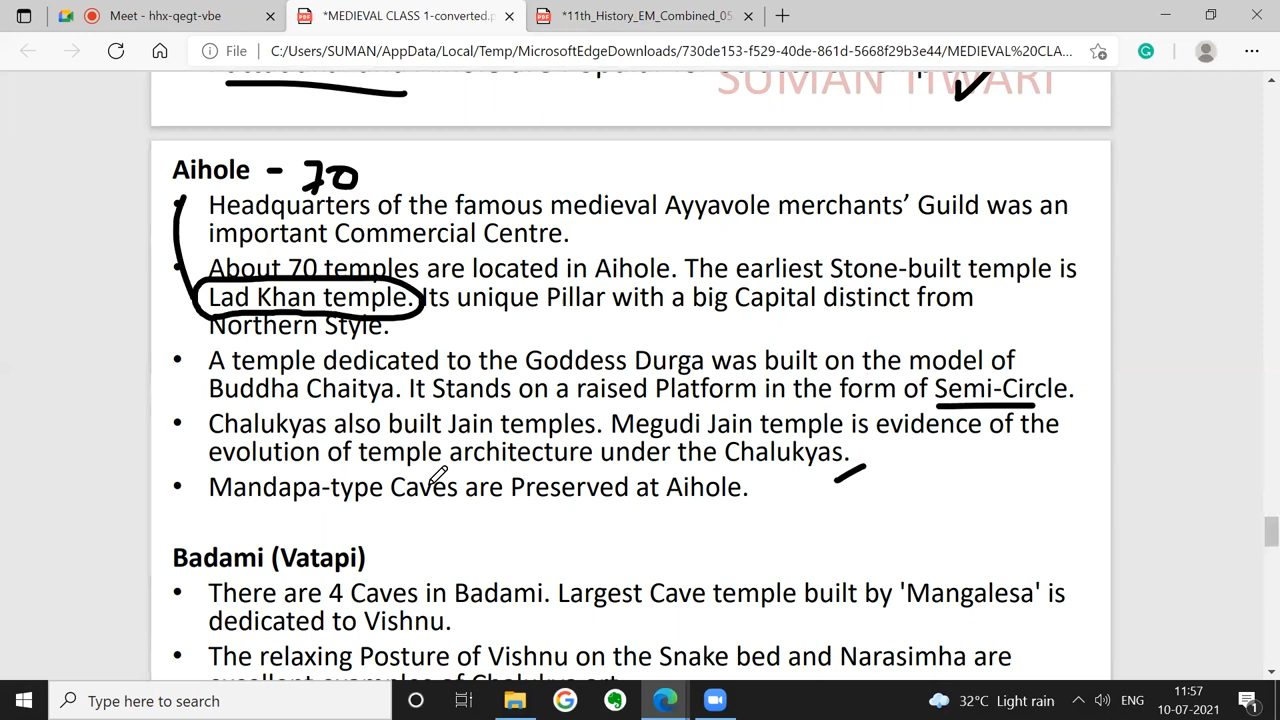 Meet - hhx-qegt-vbe
*MEDIEVAL CLASS 1-converted.p
*11th_History_EM_Combined_05
File
C:/Users/SUMAN/AppData/Local/Temp/MicrosoftEdgeDownloads/730de153-f529-40de-861d-5668f29b3e44/MEDIEVAL%20CLA...
SUMAN TIWARI
Aihole - 70
• Headquarters of the famous medieval Ayyavole merchants' Guild was an
important Commercial Centre.
• About 70 temples are located in Aihole. The earliest Stone-built temple is
Lad Khan temple. Its unique Pillar with a big Capital distinct from
Northern Style.
• A temple dedicated to the Goddess Durga was built on the model of
Buddha Chaitya. It Stands on a raised Platform in the form of Semi-Circle.
• Chalukyas also built Jain temples. Megudi Jain temple is evidence of the
evolution of temple architecture under the Chalukyas.
• Mandapa-type Caves are Preserved at Aihole.
Badami (Vatapi)
• There are 4 Caves in Badami. Largest Cave temple built by 'Mangalesa' is
dedicated to Vishnu.
• The relaxing Posture of Vishnu on the Snake bed and Narasimha are
excellent examples of Chalukya art.
Type here to search
32°C Light rain
ENG
11:57
10-07-2021
1